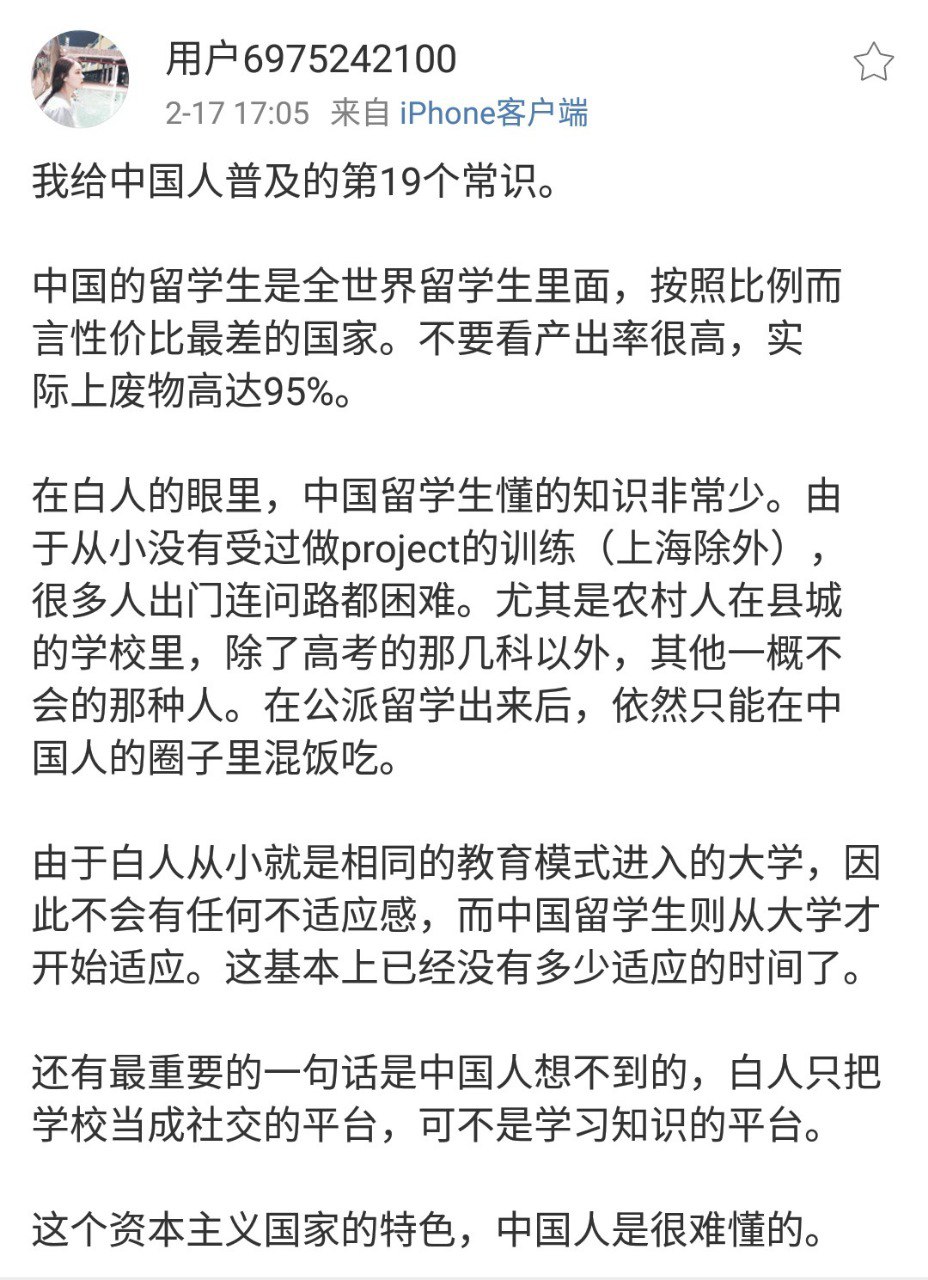 用户6975242100
2-17 17:05 来自 iPhone客户端
我给中国人普及的第19个常识。
中国的留学生是全世界留学生里面，按照比例而
言性价比最差的国家。不要看产出率很高，实
际上废物高达95%。
在白人的眼里，中国留学生懂的知识非常少。由
于从小没有受过做project的训练（上海除外），
很多人出门连问路都困难。尤其是农村人在县城
的学校里，除了高考的那几科以外，其他一概不
会的那种人。在公派留学出来后，依然只能在中
国人的圈子里混饭吃。
由于白人从小就是相同的教育模式进入的大学，因
此不会有任何不适应感，而中国留学生则从大学才
开始适应。这基本上已经没有多少适应的时间了。
还有最重要的一句话是中国人想不到的，白人只把
学校当成社交的平台，可不是学习知识的平台。
这个资本主义国家的特色，中国人是很难懂的。